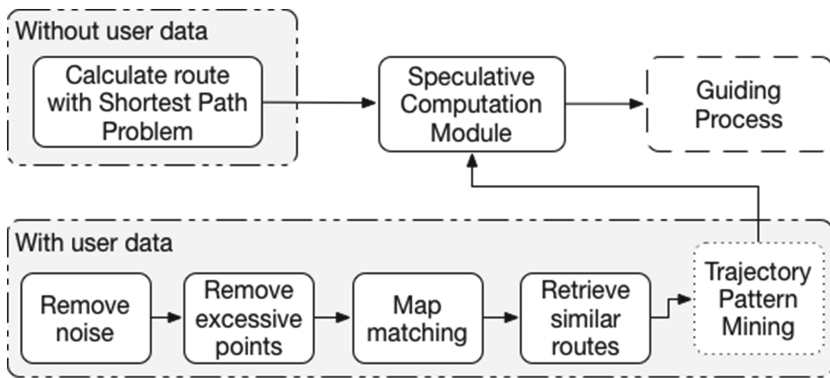 Without user data
Calculate route
with Shortest Path
Problem
Speculative
Computation
Module
Guiding
Process
With user data
Remove
noise
Remove
excessive
points
Map
matching
Retrieve
similar
routes
Trajectory
Pattern
Mining